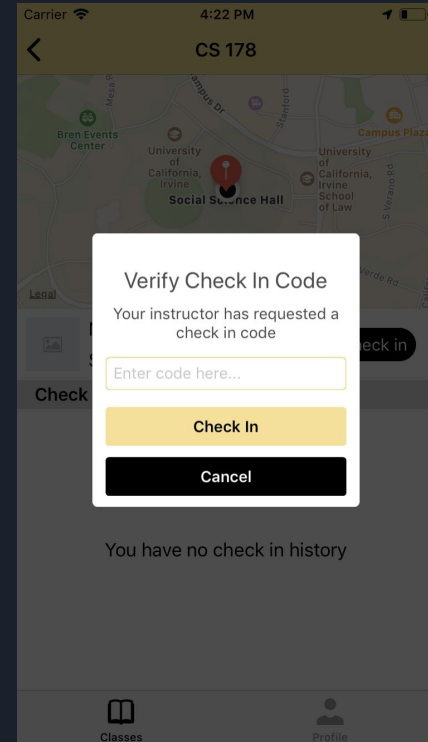 Carrier 4:22 PM
CS 178
Mesa R
Campus Dr
Stanford
Bren Events
Center
Campus Plaza
University
of
California,
Irvine
University
of
California,
Irvine
School
of Law
Social Science Hall
S Verano Rd
Verde Rd
Legal
Verify Check In Code
Your instructor has requested a
check in code
Enter code here...
Check In
Cancel
eck in
Check
You have no check in history
Classes
Profile